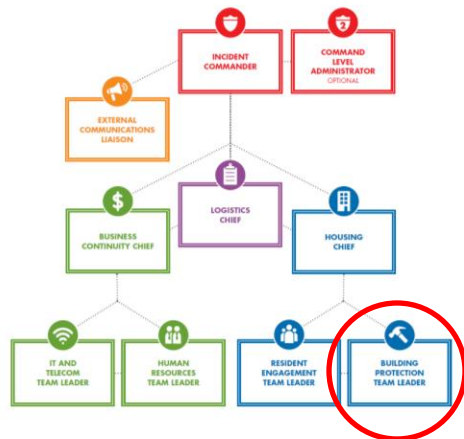 2
INCIDENT
COMMANDER
COMMAND
LEVEL
ADMINISTRATOR
OPTIONAL
EXTERNAL
COMMUNICATIONS
LIAISON
$
BUSINESS
CONTINUITY CHIEF
LOGISTICS
CHIEF
HOUSING
CHIEF
IT AND
TELECOM
TEAM LEADER
HUMAN
RESOURCES
TEAM LEADER
RESIDENT
ENGAGEMENT
TEAM LEADER
BUILDING
PROTECTION
TEAM LEADER